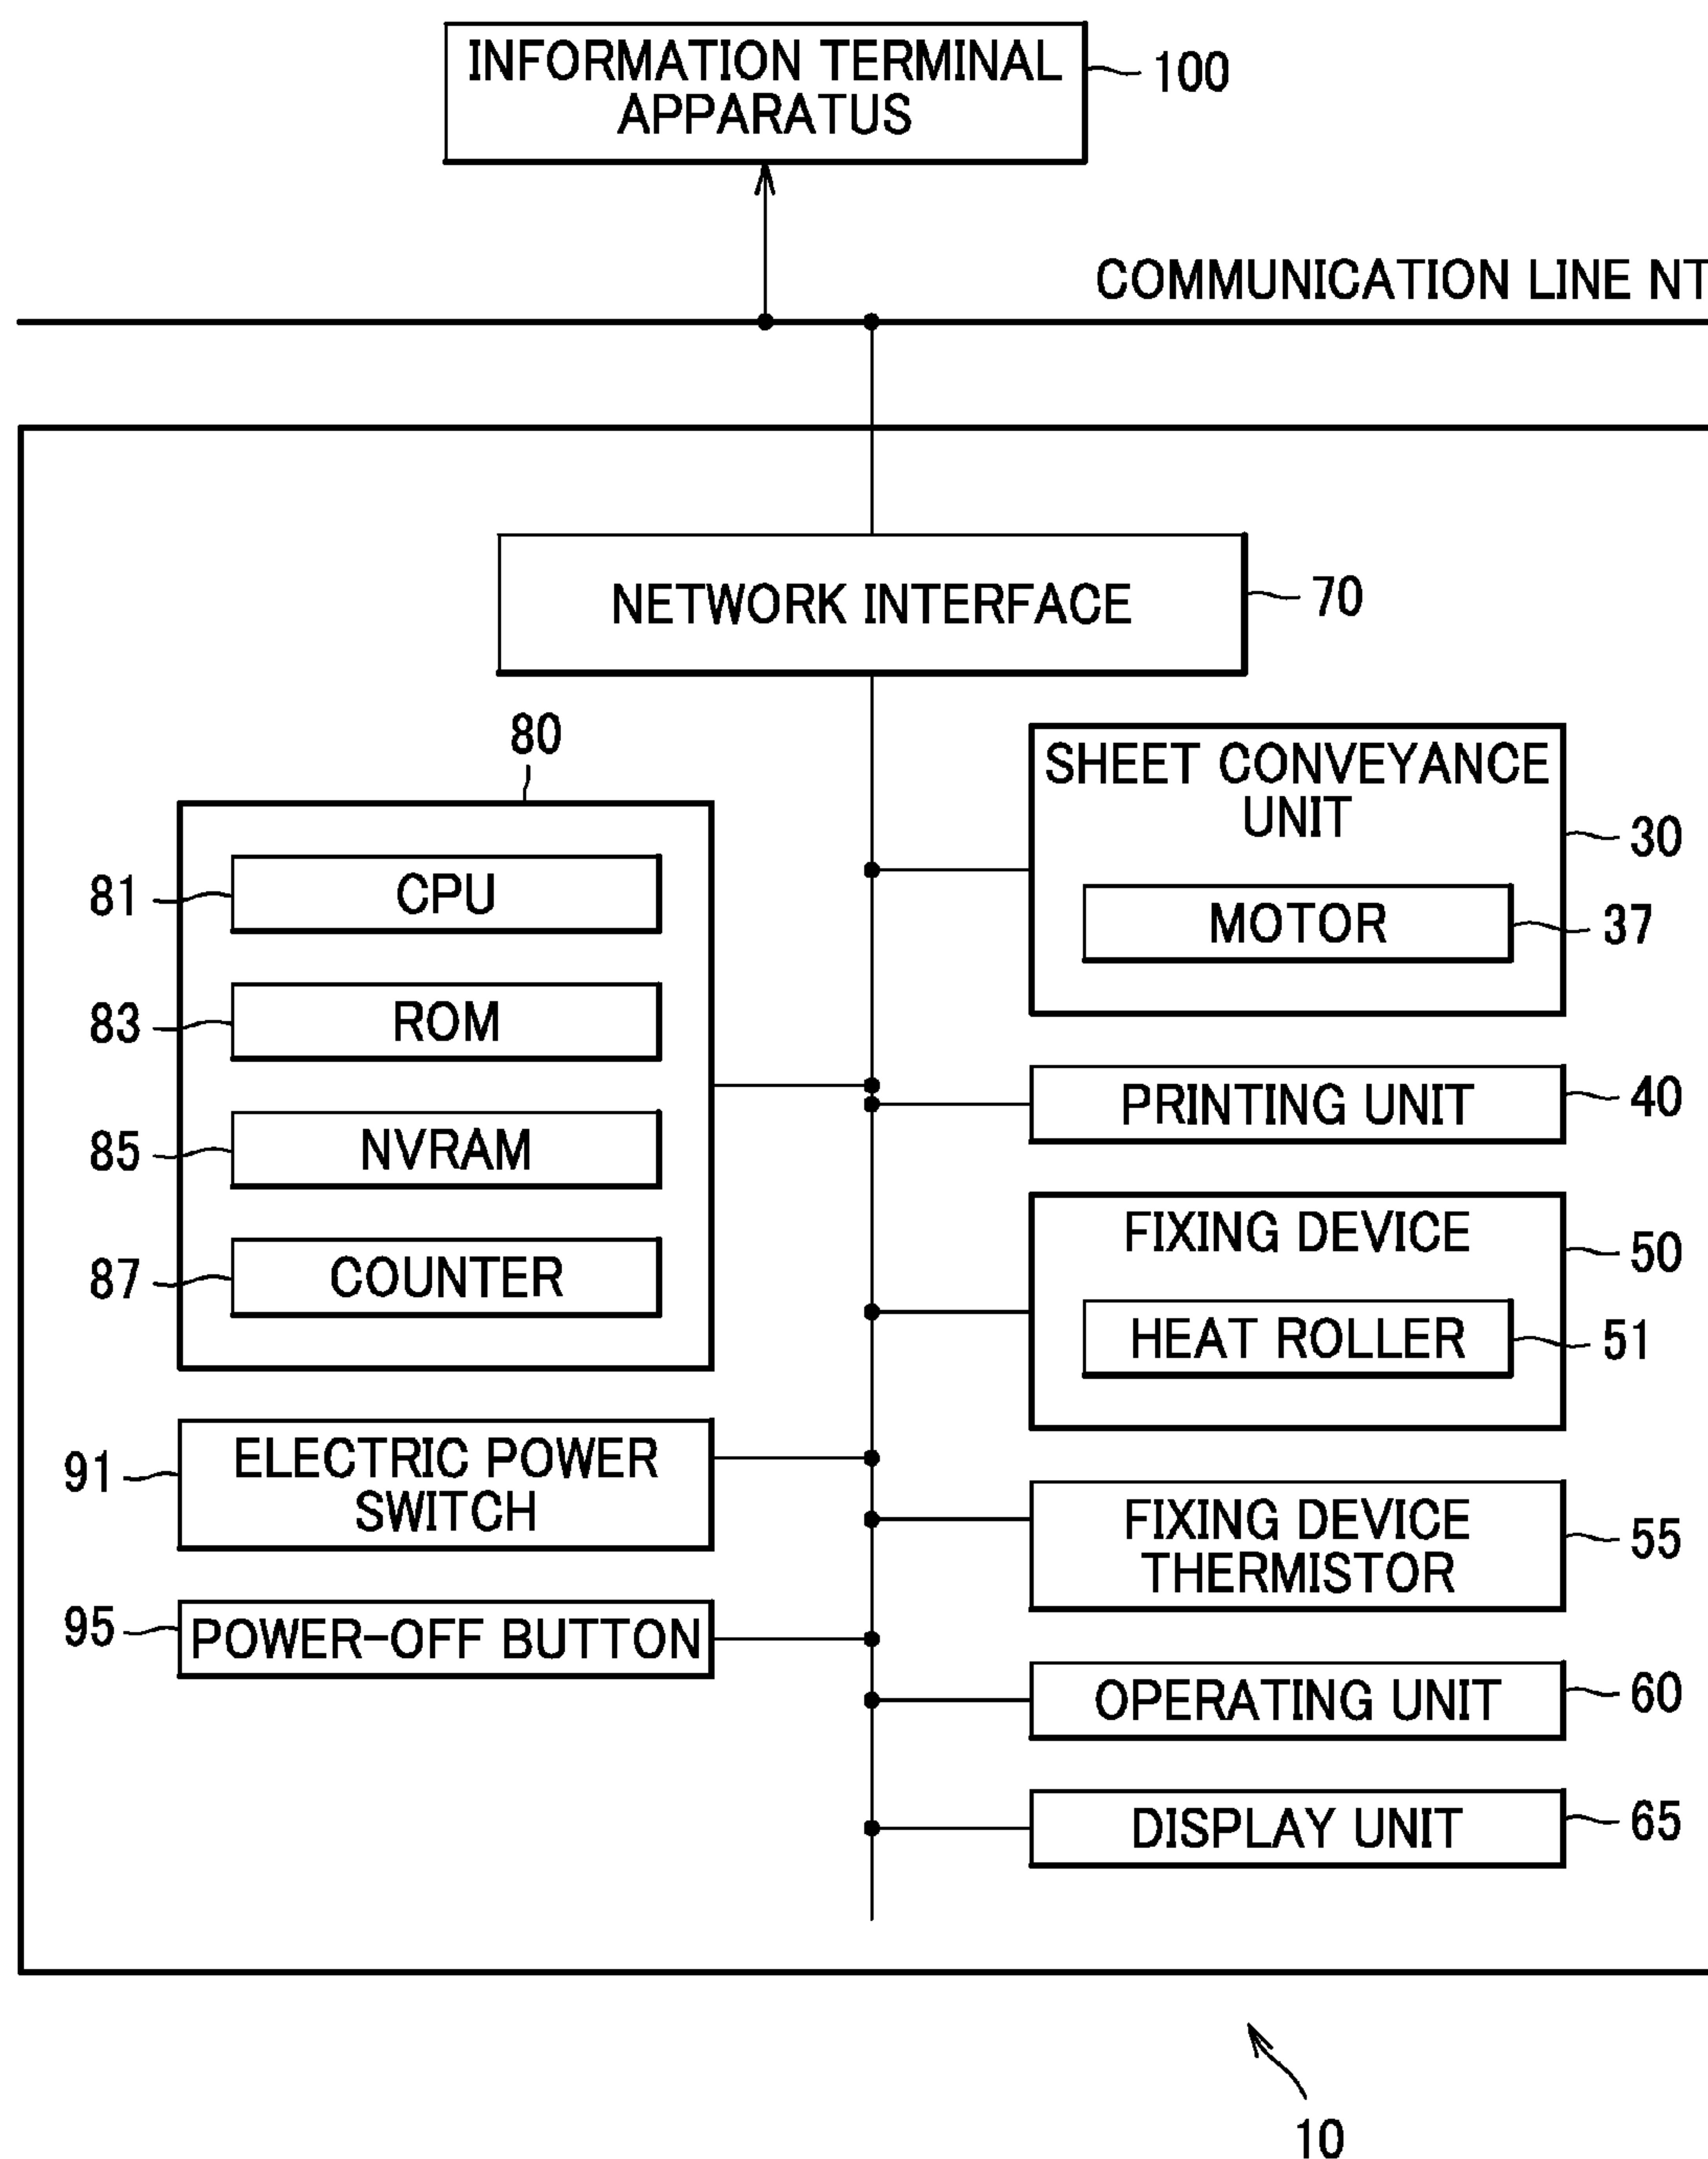 INFORMATION TERMINAL
APPARATUS
100
COMMUNICATION LINE NT
NETWORK INTERFACE
70
80
81
CPU
83
ROM
85
NVRAM
87
COUNTER
91
ELECTRIC POWER
SWITCH
95
POWER-OFF BUTTON
SHEET CONVEYANCE
UNIT
30
MOTOR
37
PRINTING UNIT
40
FIXING DEVICE
50
HEAT ROLLER
51
FIXING DEVICE
THERMISTOR
55
OPERATING UNIT
60
DISPLAY UNIT
65
10